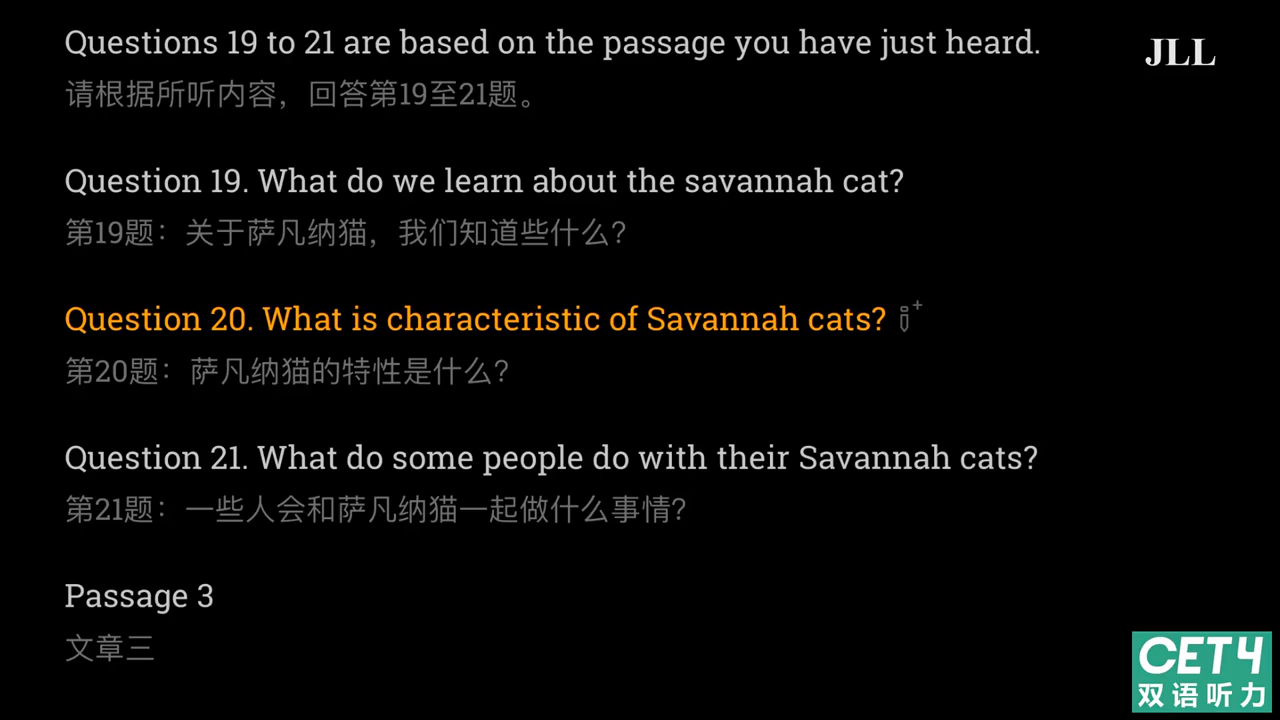 Questions 19 to 21 are based on the passage you have just heard.
JLL
请根据所听内容，回答第19至21题。
Question 19. What do we learn about the savannah cat?
第19题：关于萨凡纳猫，我们知道些什么？
Question 20. What is characteristic of Savannah cats?
第20题：萨凡纳猫的特性是什么？
Question 21. What do some people do with their Savannah cats?
第21题：一些人会和萨凡纳猫一起做什么事情？
Passage 3
文章三
CET4
双语听力